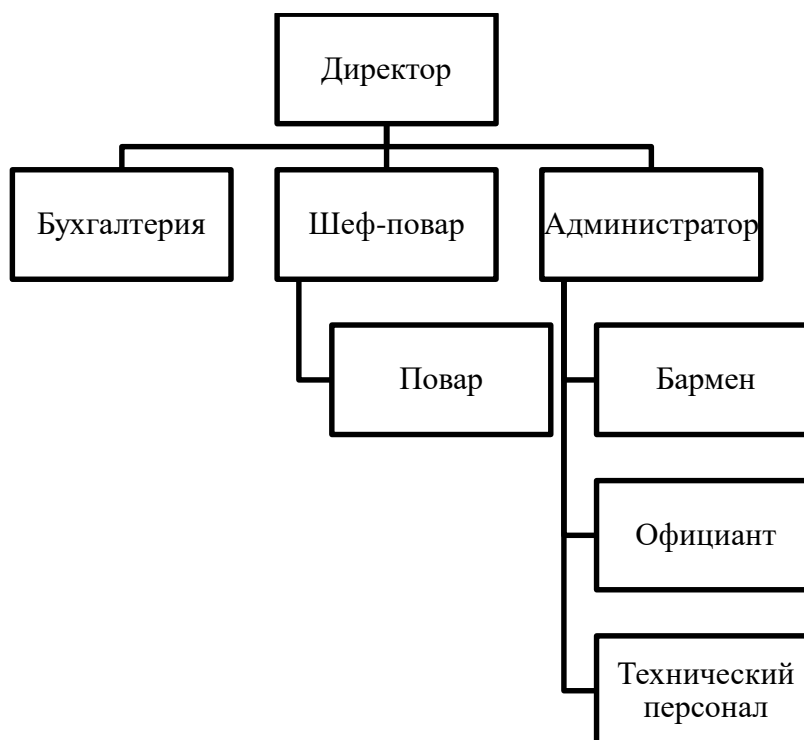 Директор
Бухгалтерия
Шеф-повар
Администратор
Повар
Бармен
Официант
Технический
персонал